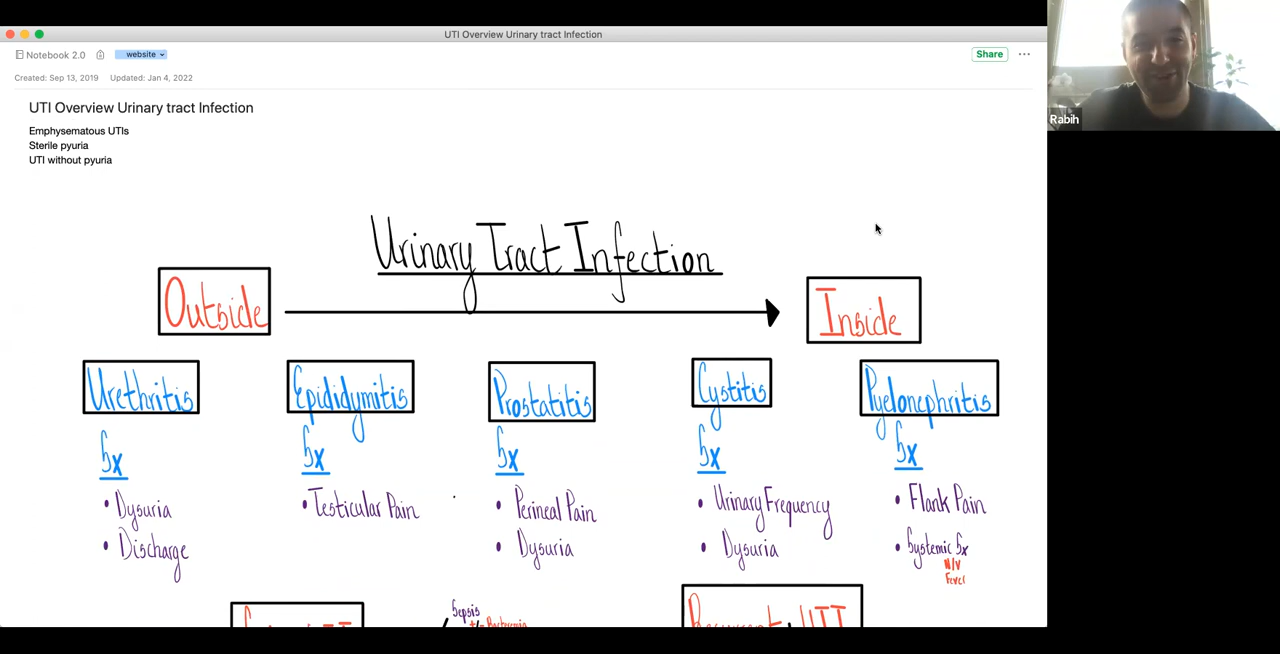 UTI Overview Urinary tract Infection
Notebook 2.0 website
Share
Created: Sep 13, 2019 Updated: Jan 4, 2022
Rabih
UTI Overview Urinary tract Infection
Emphysematous UTIs
Sterile pyuria
UTI without pyuria
Urinary Tract Infection
Outside Inside
Urethritis Epididymitis Prostatitis Cystitis Pyelonephritis
Sx Sx Sx Sx Sx
• Dysuria • Testicular Pain • Perineal Pain • Urinary Frequency • Flank Pain
• Discharge • Dysuria • Dysuria • Systemic Sx
N/V
Fever
Sepsis
+/- Bacteremia
Recurrent UTI